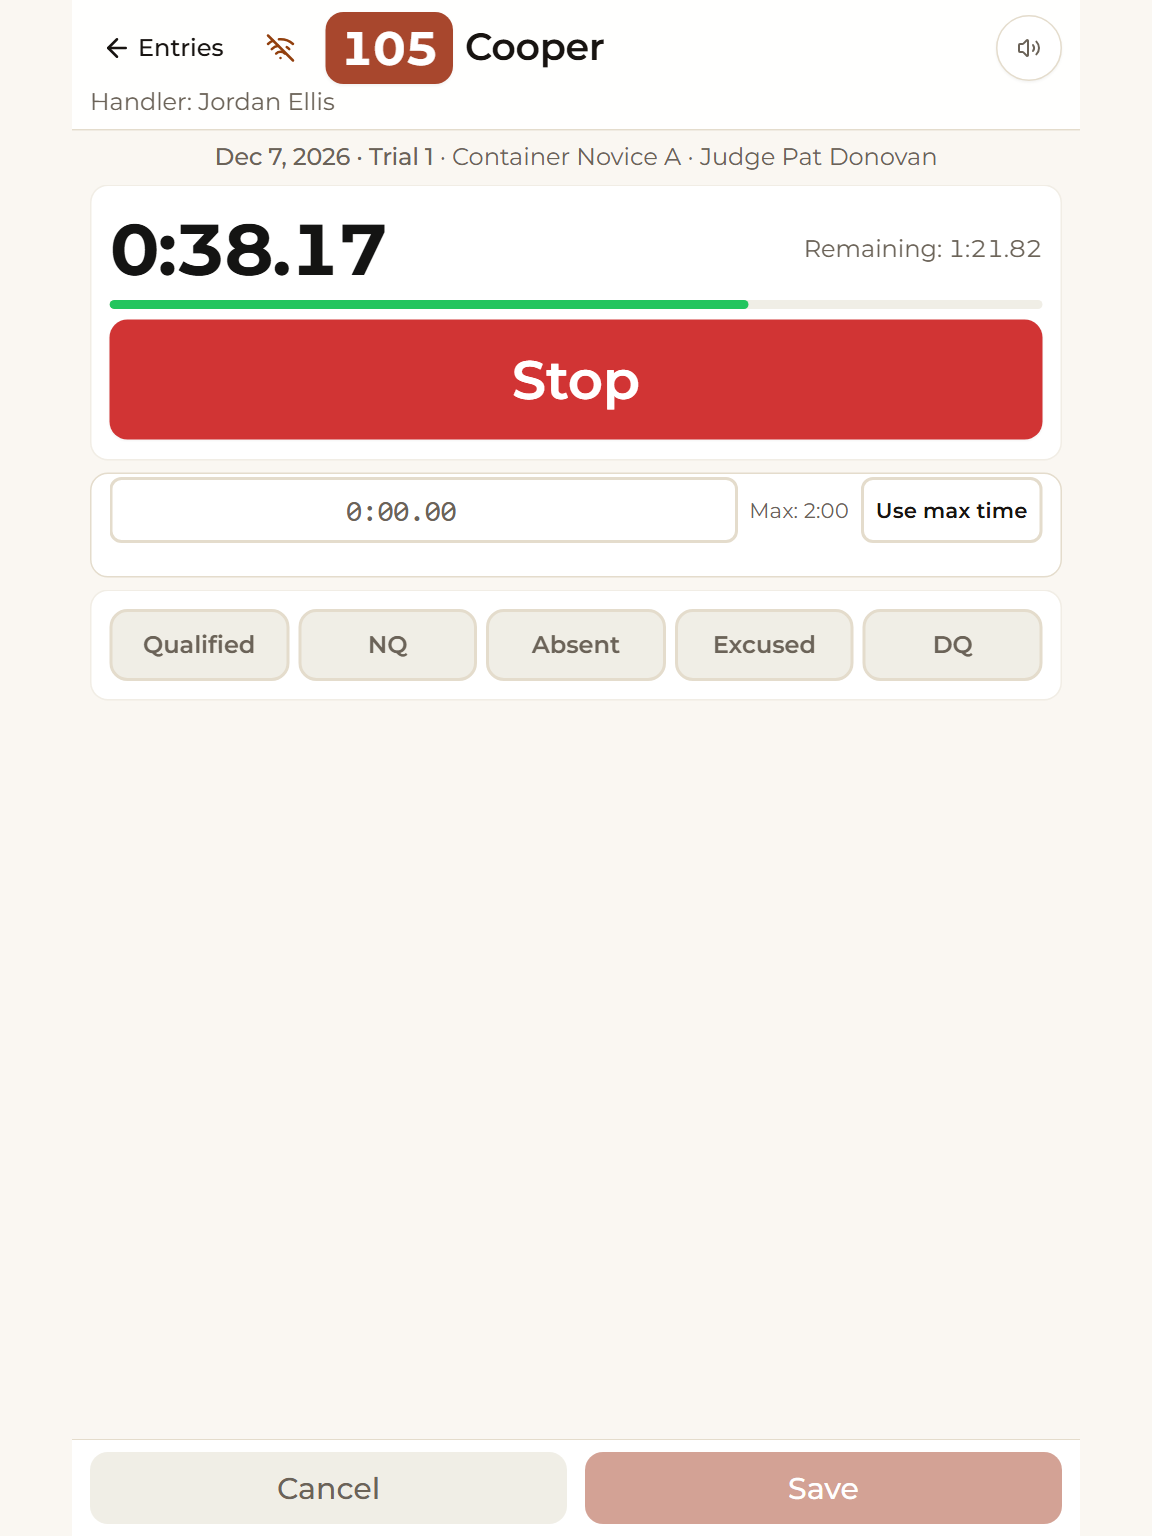 Entries
105 Cooper
Handler: Jordan Ellis
Dec 7, 2026 · Trial 1 · Container Novice A · Judge Pat Donovan
0:38.17
Remaining: 1:21.82
Stop
0:00.00 Max: 2:00 Use max time
Qualified NQ Absent Excused DQ
Cancel Save